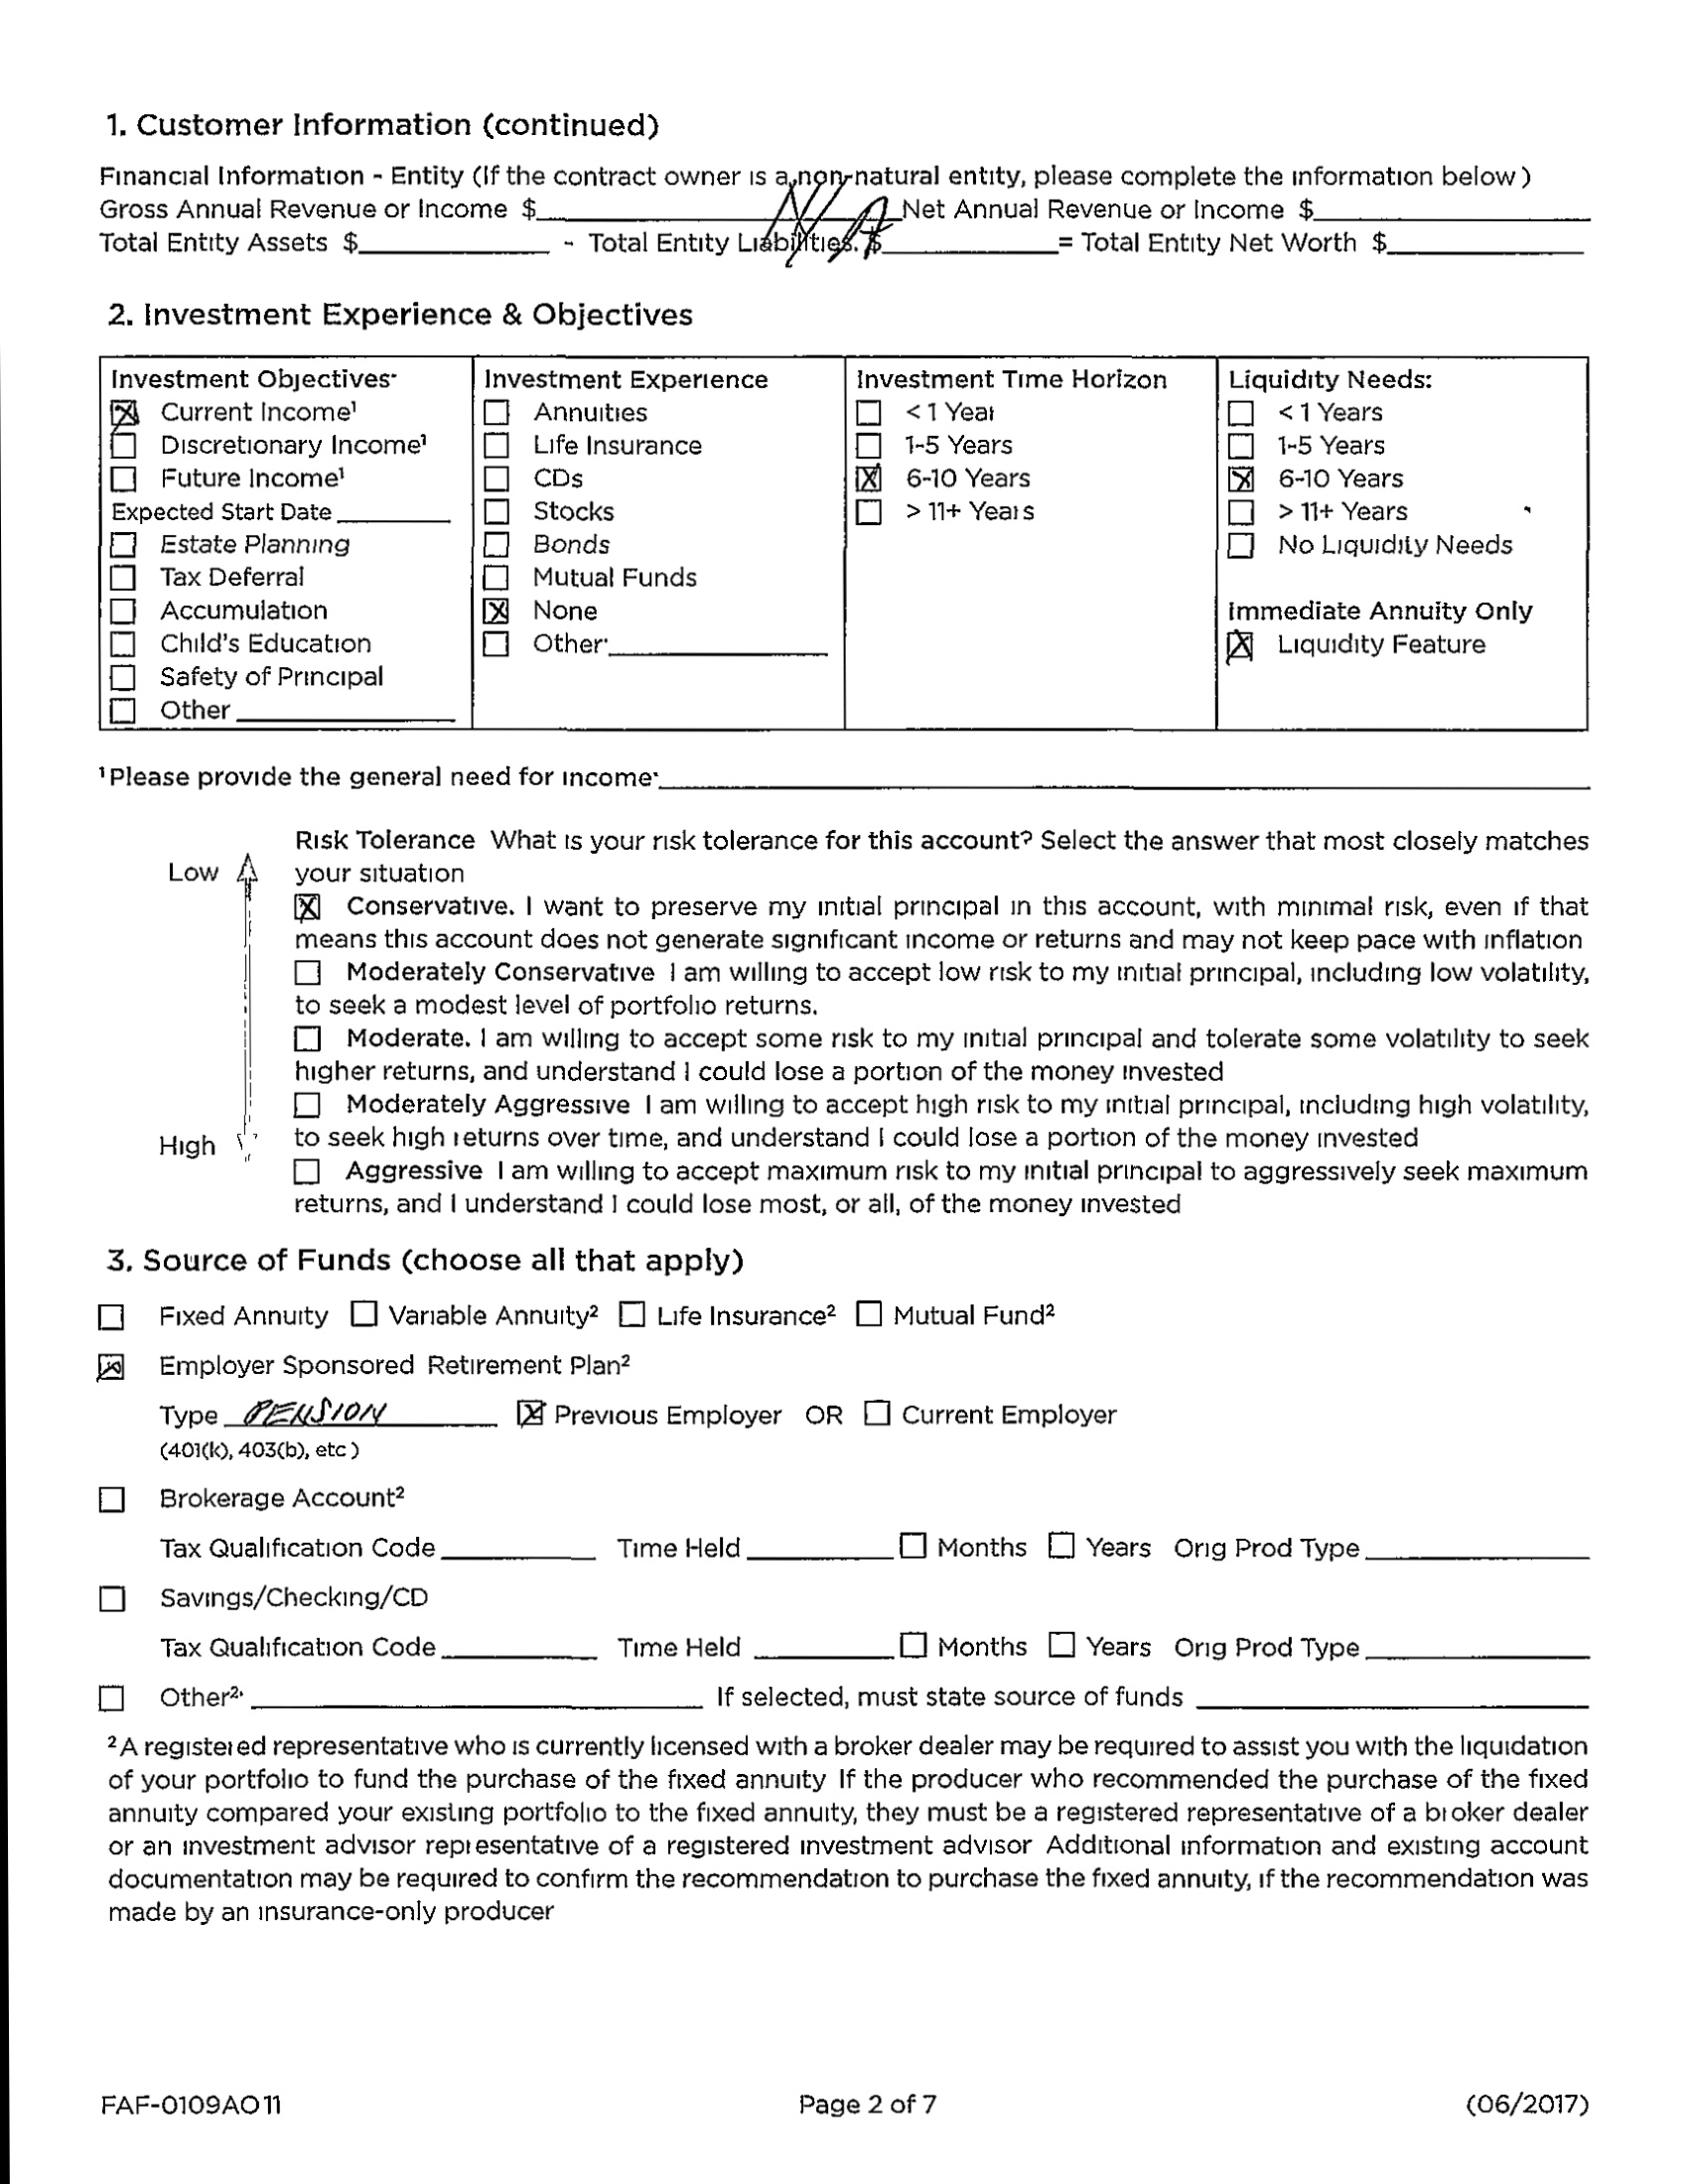 1. Customer Information (continued)
Financial Information - Entity (If the contract owner is a non-natural entity, please complete the information below)
Gross Annual Revenue or Income $ N/A Net Annual Revenue or Income $
Total Entity Assets $ - Total Entity Liabilities. $ = Total Entity Net Worth $
2. Investment Experience & Objectives
Investment Objectives:
☒ Current Income¹
☐ Discretionary Income¹
☐ Future Income¹
Expected Start Date
☐ Estate Planning
☐ Tax Deferral
☐ Accumulation
☐ Child's Education
☐ Safety of Principal
☐ Other
Investment Experience
☐ Annuities
☐ Life Insurance
☐ CDs
☐ Stocks
☐ Bonds
☐ Mutual Funds
☒ None
☐ Other:
Investment Time Horizon
☐ < 1 Year
☐ 1-5 Years
☒ 6-10 Years
☐ > 11+ Years
Liquidity Needs:
☐ < 1 Years
☐ 1-5 Years
☒ 6-10 Years
☐ > 11+ Years
☐ No Liquidity Needs
Immediate Annuity Only
☒ Liquidity Feature
¹ Please provide the general need for income:
Risk Tolerance What is your risk tolerance for this account? Select the answer that most closely matches
Low your situation
☒ Conservative. I want to preserve my initial principal in this account, with minimal risk, even if that
means this account does not generate significant income or returns and may not keep pace with inflation
☐ Moderately Conservative I am willing to accept low risk to my initial principal, including low volatility,
to seek a modest level of portfolio returns.
☐ Moderate. I am willing to accept some risk to my initial principal and tolerate some volatility to seek
higher returns, and understand I could lose a portion of the money invested
☐ Moderately Aggressive I am willing to accept high risk to my initial principal, including high volatility,
High to seek high returns over time, and understand I could lose a portion of the money invested
☐ Aggressive I am willing to accept maximum risk to my initial principal to aggressively seek maximum
returns, and I understand I could lose most, or all, of the money invested
3. Source of Funds (choose all that apply)
☐ Fixed Annuity ☐ Variable Annuity² ☐ Life Insurance² ☐ Mutual Fund²
☒ Employer Sponsored Retirement Plan²
Type PENSION ☒ Previous Employer OR ☐ Current Employer
(401(k), 403(b), etc)
☐ Brokerage Account²
Tax Qualification Code Time Held ☐ Months ☐ Years Orig Prod Type
☐ Savings/Checking/CD
Tax Qualification Code Time Held ☐ Months ☐ Years Orig Prod Type
☐ Other²: If selected, must state source of funds
² A registered representative who is currently licensed with a broker dealer may be required to assist you with the liquidation
of your portfolio to fund the purchase of the fixed annuity If the producer who recommended the purchase of the fixed
annuity compared your existing portfolio to the fixed annuity, they must be a registered representative of a broker dealer
or an investment advisor representative of a registered investment advisor Additional information and existing account
documentation may be required to confirm the recommendation to purchase the fixed annuity, if the recommendation was
made by an insurance-only producer
FAF-0109AO 11 Page 2 of 7 (06/2017)